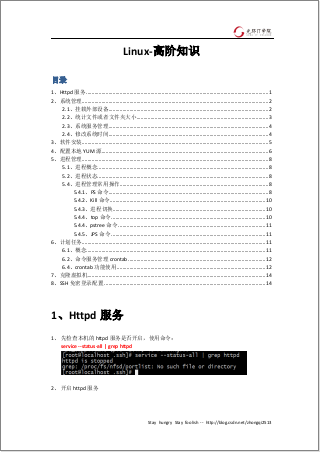 Linux-高阶知识
目录
1、Httpd 服务 1
2、系统管理 2
2.1、挂载外部设备 2
2.2、统计文件或者文件夹大小 3
2.3、系统服务管理 4
2.4、修改系统时间 4
3、软件安装 5
4、配置本地 YUM 源 6
5、进程管理 8
5.1、进程概念 8
5.2、进程状态 8
5.4、进程管理常用操作 8
5.4.1、PS 命令 8
5.4.2、Kill 命令 10
5.4.3、进程切换 10
5.4.4、top 命令 10
5.4.4、pstree 命令 11
5.4.5、JPS 命令 11
6、计划任务 11
6.1、概念 11
6.2、命令服务管理 crontab 12
6.4、crontab 功能使用 12
7、克隆虚拟机 14
8、SSH 免密登录配置 14
1、Httpd 服务
1、 先检查本机的 httpd 服务是否开启，使用命令：
service --status-all | grep httpd
[root@localhost .ssh]# service --status-all | grep httpd
httpd is stopped
grep: /proc/fs/nfsd/portlist: No such file or directory
[root@localhost .ssh]#
2、 开启 httpd 服务
Stay hungry Stay foolish -- http://blog.csdn.net/zhongqi2513